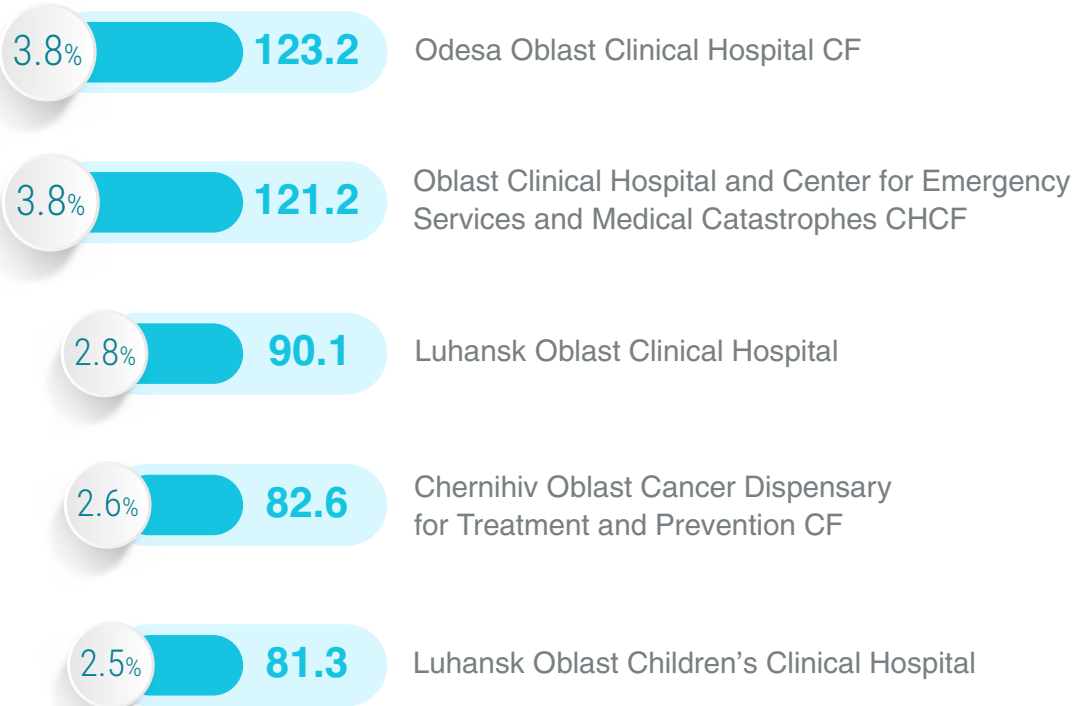 3.8% 123.2 Odesa Oblast Clinical Hospital CF
3.8% 121.2 Oblast Clinical Hospital and Center for Emergency
Services and Medical Catastrophes CHCF
2.8% 90.1 Luhansk Oblast Clinical Hospital
2.6% 82.6 Chernihiv Oblast Cancer Dispensary
for Treatment and Prevention CF
2.5% 81.3 Luhansk Oblast Children’s Clinical Hospital